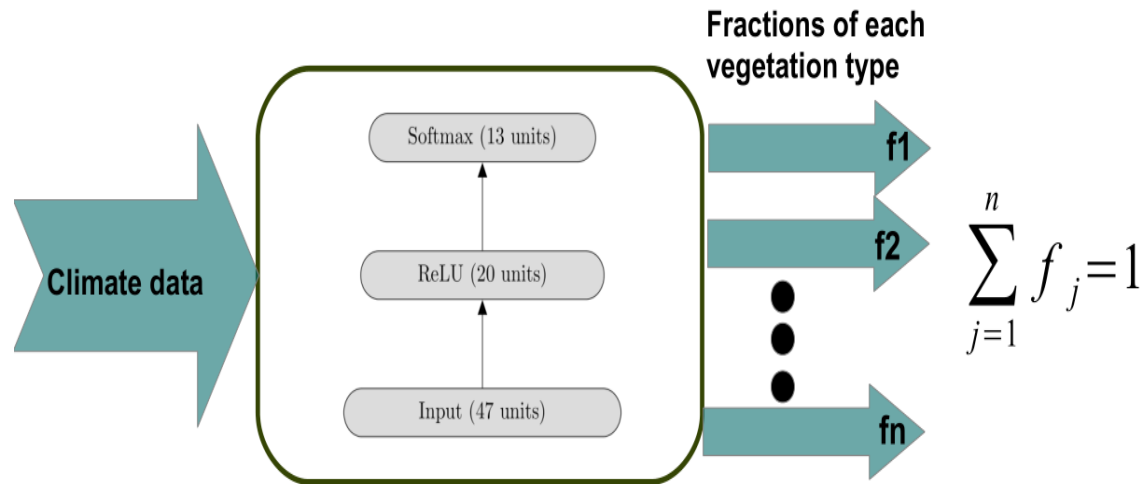 Fractions of each
vegetation type
Climate data
Softmax (13 units)
ReLU (20 units)
Input (47 units)
f1
f2
fn
n
∑ f j =1
j=1